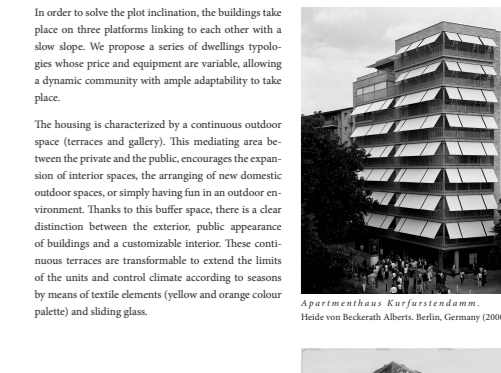 In order to solve the plot inclination, the buildings take
place on three platforms linking to each other with a
slow slope. We propose a series of dwellings typolo-
gies whose price and equipment are variable, allowing
a dynamic community with ample adaptability to take
place.
The housing is characterized by a continuous outdoor
space (terraces and gallery). This mediating area be-
tween the private and the public, encourages the expan-
sion of interior spaces, the arranging of new domestic
outdoor spaces, or simply having fun in an outdoor en-
vironment. Thanks to this buffer space, there is a clear
distinction between the exterior, public appearance
of buildings and a customizable interior. These conti-
nuous terraces are transformable to extend the limits
of the units and control climate according to seasons
by means of textile elements (yellow and orange colour
palette) and sliding glass.
Apartmenthaus Kurfurstendamm.
Heide von Beckerath Alberts. Berlin, Germany (200